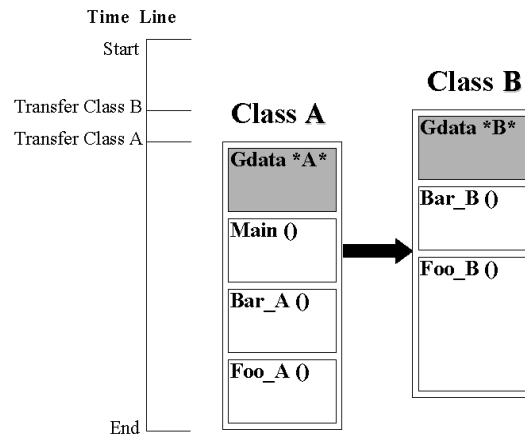 Time Line
Start
Transfer Class B
Transfer Class A
End
Class A
Gdata *A*
Main ()
Bar_A ()
Foo_A ()
Class B
Gdata *B*
Bar_B ()
Foo_B ()